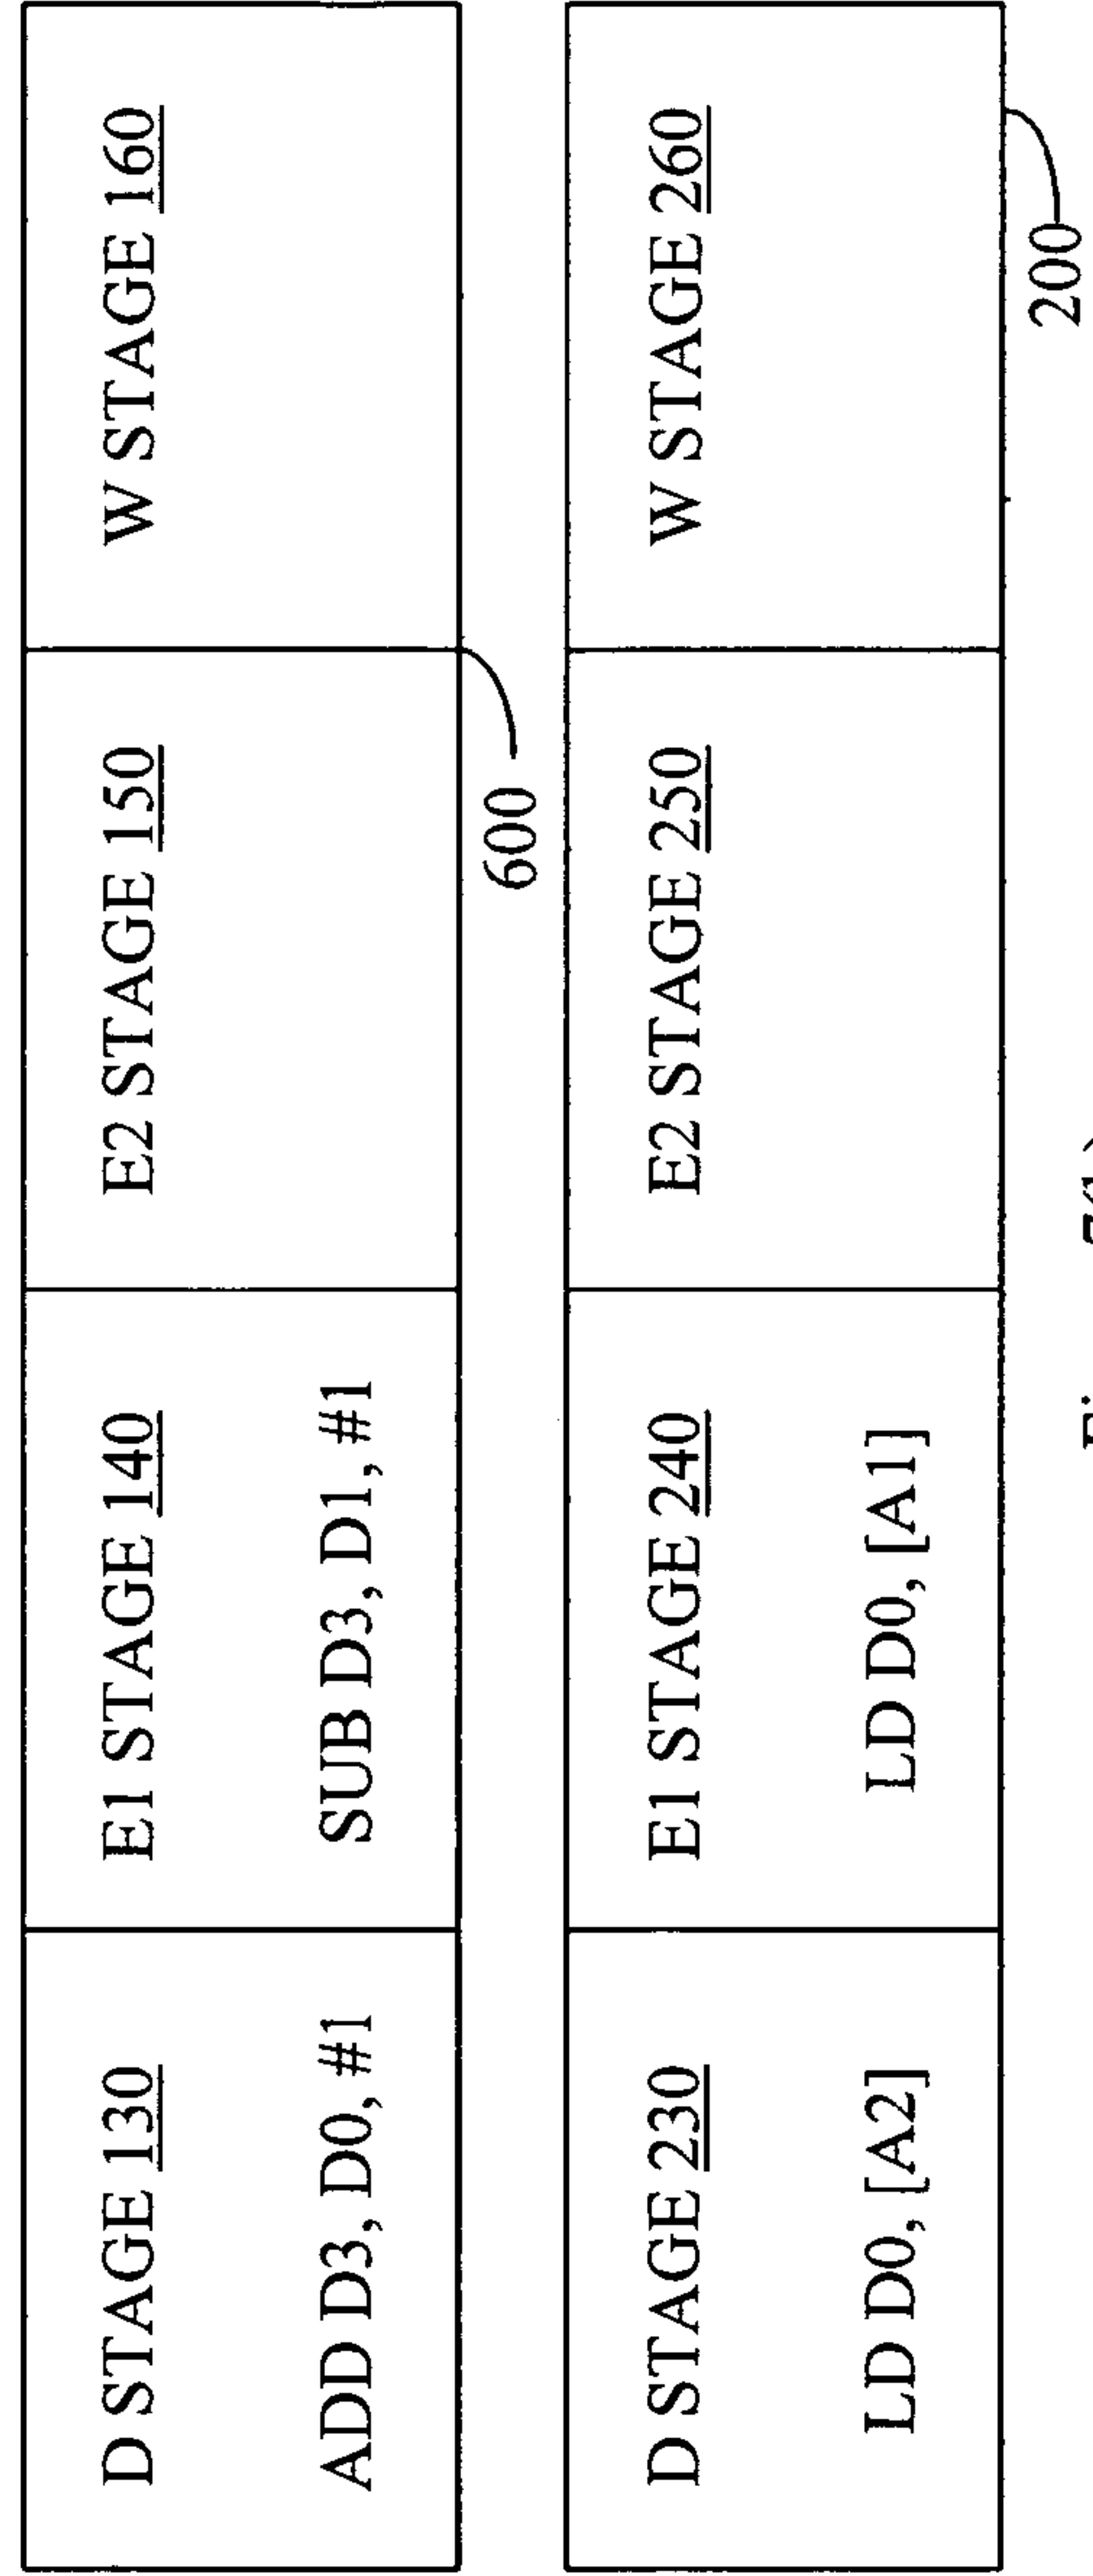 D STAGE 130
ADD D3, D0, #1
E1 STAGE 140
SUB D3, D1, #1
E2 STAGE 150
W STAGE 160
600
D STAGE 230
LD D0, [A2]
E1 STAGE 240
LD D0, [A1]
E2 STAGE 250
W STAGE 260
200